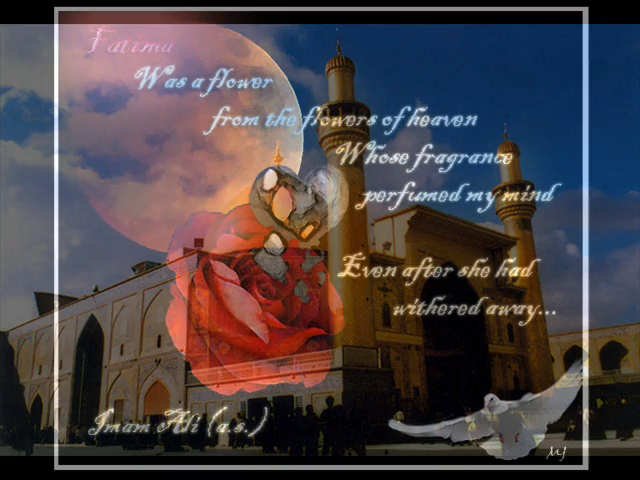 Fatima
Was a flower
from the flowers of heaven
Whose fragrance
perfumed my mind
Even after she had
withered away...
Imam Ali (a.s.)